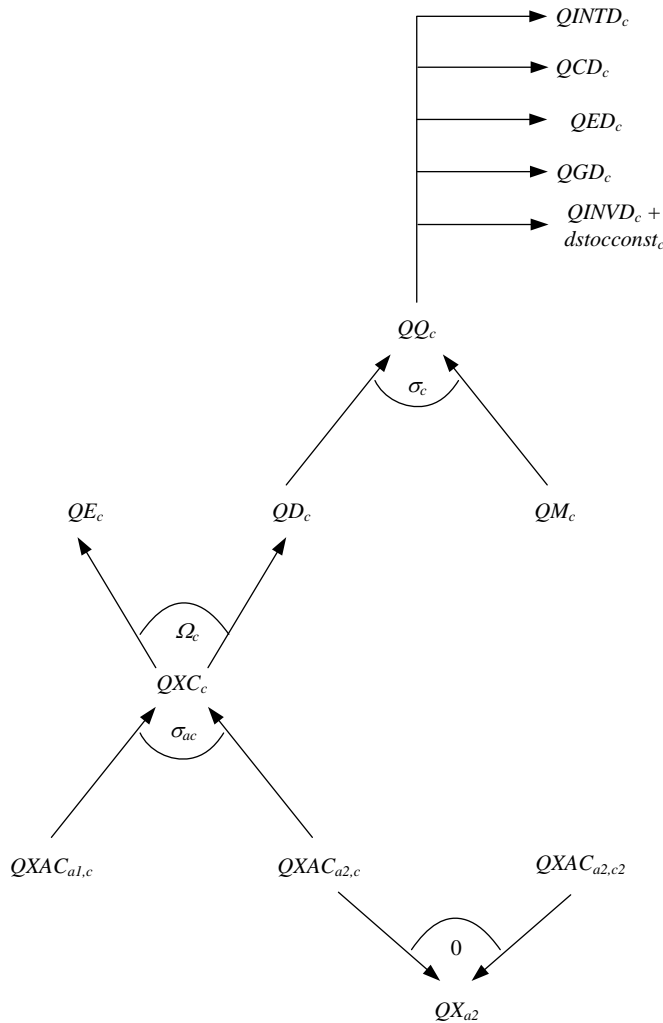 QINTD_c
QCD_c
QED_c
QGD_c
QINVD_c +
dstocconst_c
QQ_c
σ_c
QE_c
QD_c
QM_c
Ω_c
QXC_c
σ_ac
QXAC_a1,c
QXAC_a2,c
QXAC_a2,c2
0
QX_a2